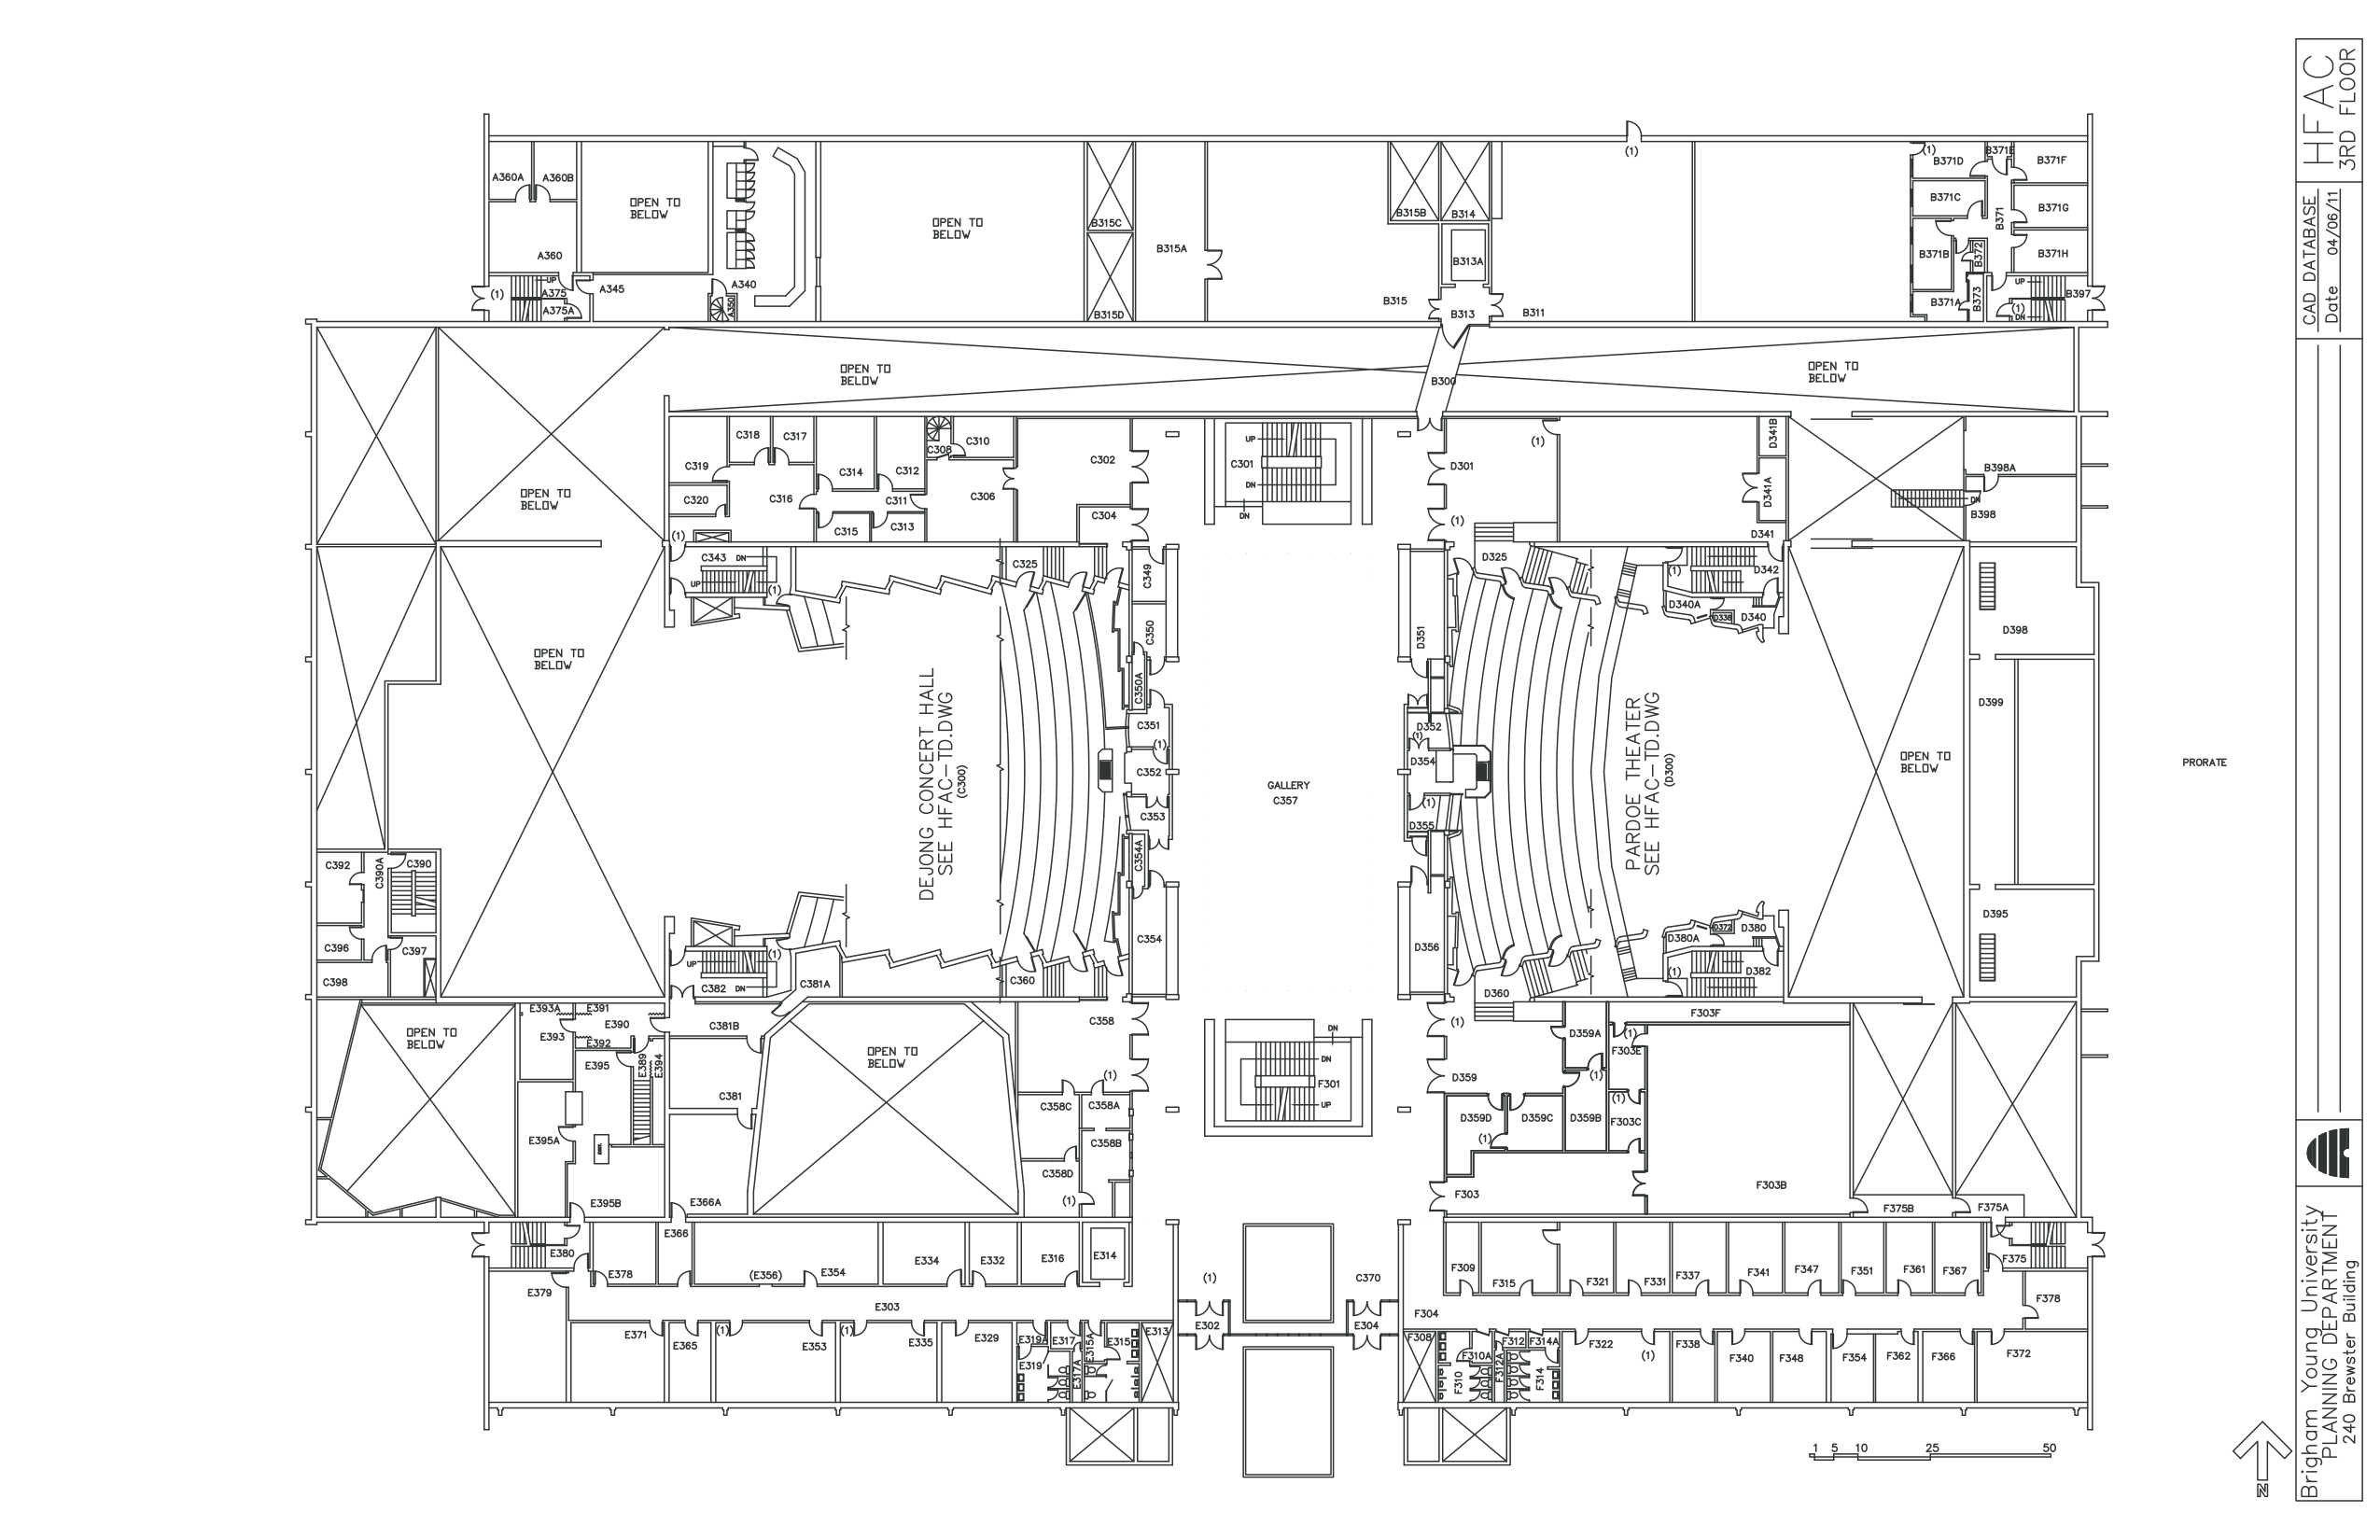 HFAC
3RD FLOOR
CAD DATABASE
Date 04/06/11
Brigham Young University
PLANNING DEPARTMENT
240 Brewster Building
N
1 5 10 25 50
PRORATE
(1)
A360A
A360B
OPEN TO
BELOW
A360
UP
A375
A375A
(1)
A345
A340
A350
OPEN TO
BELOW
B315C
B315D
B315A
B315B
B314
B313A
B315
B313
B311
(1)
B371D
B371E
B371F
B371C
B371G
B371
B371B
B372
B371H
B371A
B373
UP
(1)
DN
B397
OPEN TO
BELOW
B300
OPEN TO
BELOW
OPEN TO
BELOW
C318
C317
C319
C320
C316
C314
C312
C308
C310
C311
C315
C313
C306
C302
C304
UP
C301
DN
DN
D301
(1)
(1)
D341B
D341A
D341
B398A
DN
B398
(1)
C343
DN
UP
(1)
C325
C349
C350
C350A
C351
(1)
C352
C353
C354A
C354
OPEN TO
BELOW
DEJONG CONCERT HALL
SEE HFAC-TD.DWG
(C300)
GALLERY
C357
D325
D351
D352
(1)
D354
(1)
D355
D356
PARDOE THEATER
SEE HFAC-TD.DWG
(D300)
(1)
D342
D340A
D338
D340
OPEN TO
BELOW
D398
D399
D395
C392
C390A
C390
C396
C397
C398
UP
C382
DN
(1)
C381A
C360
D360
D380A
D372
D380
(1)
D382
OPEN TO
BELOW
E393A
E391
E393
E390
E392
E395
E389
E394
E395A
E395B
C381B
C381
E366A
OPEN TO
BELOW
C358
(1)
C358C
C358A
C358B
C358D
(1)
DN
DN
F301
UP
(1)
D359
D359A
(1)
D359D
D359C
D359B
(1)
F303F
(1)
F303E
(1)
F303C
F303
F303B
F375B
F375A
E380
E378
E366
(E356)
E354
E334
E332
E316
E314
E379
E303
(1)
C370
E302
E304
F304
F309
F315
F321
F331
F337
F341
F347
F351
F361
F367
F375
F378
E371
E365
(1)
E353
(1)
E335
E329
E319A
E317
E315A
E315
E313
E319
E317A
F308
F310A
F312
F314A
F310
F312A
F314
F322
(1)
F338
F340
F348
F354
F362
F366
F372